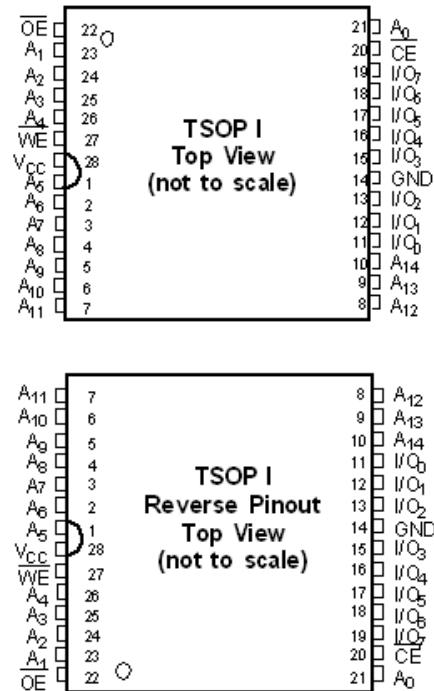 OE 22 21 A0
A1 23 20 CE
A2 24 19 I/O7
A3 25 18 I/O6
A4 26 17 I/O5
WE 27 16 I/O4
VCC 28 15 I/O3
A5 1 14 GND
A6 2 13 I/O2
A7 3 12 I/O1
A8 4 11 I/O0
A9 5 10 A14
A10 6 9 A13
A11 7 8 A12
TSOP I
Top View
(not to scale)
A11 7 8 A12
A10 6 9 A13
A9 5 10 A14
A8 4 11 I/O0
A7 3 12 I/O1
A6 2 13 I/O2
A5 1 14 GND
VCC 28 15 I/O3
WE 27 16 I/O4
A4 26 17 I/O5
A3 25 18 I/O6
A2 24 19 I/O7
A1 23 20 CE
OE 22 21 A0
TSOP I
Reverse Pinout
Top View
(not to scale)